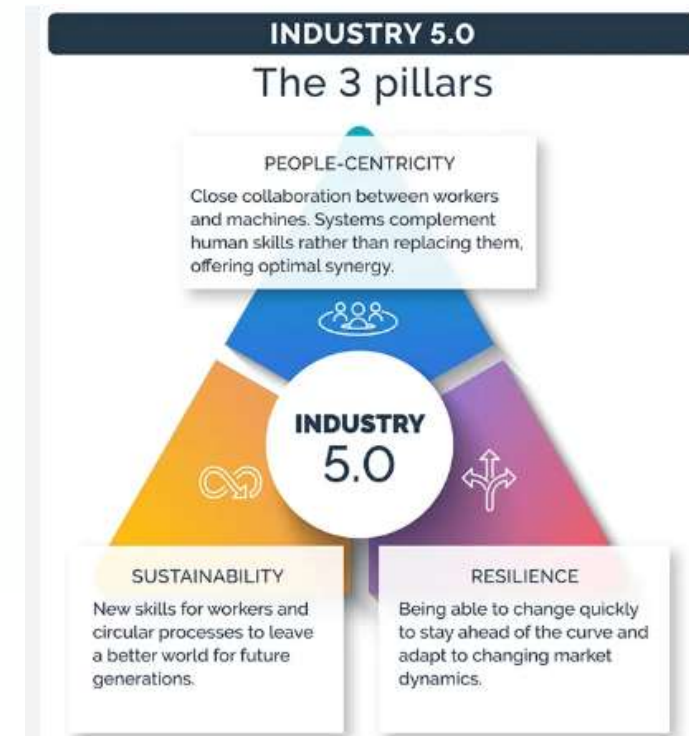 INDUSTRY 5.0
The 3 pillars
PEOPLE-CENTRICITY
Close collaboration between workers
and machines. Systems complement
human skills rather than replacing them,
offering optimal synergy.
INDUSTRY
5.0
SUSTAINABILITY
New skills for workers and
circular processes to leave
a better world for future
generations.
RESILIENCE
Being able to change quickly
to stay ahead of the curve and
adapt to changing market
dynamics.